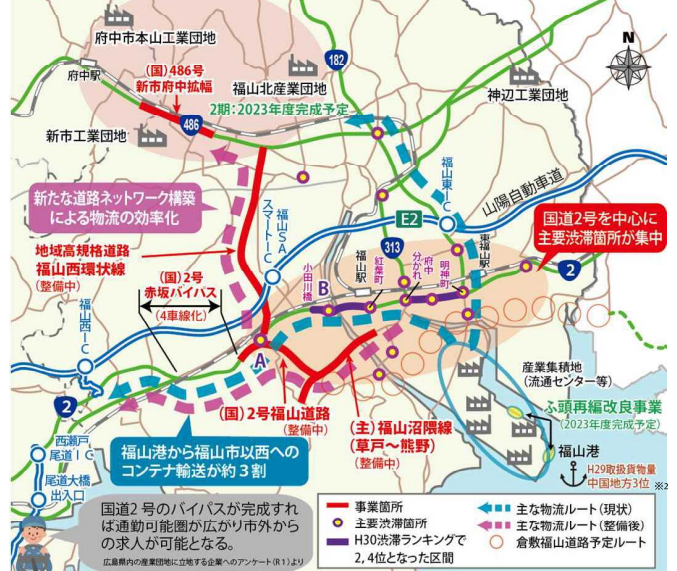 府中市本山工業団地
府中駅
(国)486号
新市府中拡幅
486
182
福山北産業団地
2期：2023年度完成予定
神辺工業団地
新市工業団地
新たな道路ネットワーク構築
による物流の効率化
地域高規格道路
福山西環状線
(整備中)
福山SA
スマートIC
福山東IC
山陽自動車道
E2
313
国道2号を中心に
主要渋滞箇所が集中
2
福山駅
東福山駅
小田川橋
紅葉町
府中分かれ
明神町
B
(国)2号
赤坂バイパス
(4車線化)
福山西IC
A
2
西瀬戸
尾道IC
尾道大橋
出入口
(国)2号福山道路
(整備中)
(主)福山沼隈線
(草戸～熊野)
(整備中)
産業集積地
(流通センター等)
ふ頭再編改良事業
(2023年度完成予定)
福山港
H29取扱貨物量
中国地方3位 ※2
福山港から福山市以西への
コンテナ輸送が約3割
国道2号のバイパスが完成すれ
ば通勤可能圏が広がり市外から
の求人が可能となる。
広島県内の産業団地に立地する企業へのアンケート(R1)より
事業箇所
主要渋滞箇所
H30渋滞ランキングで
2, 4位となった区間
主な物流ルート(現状)
主な物流ルート(整備後)
倉敷福山道路予定ルート